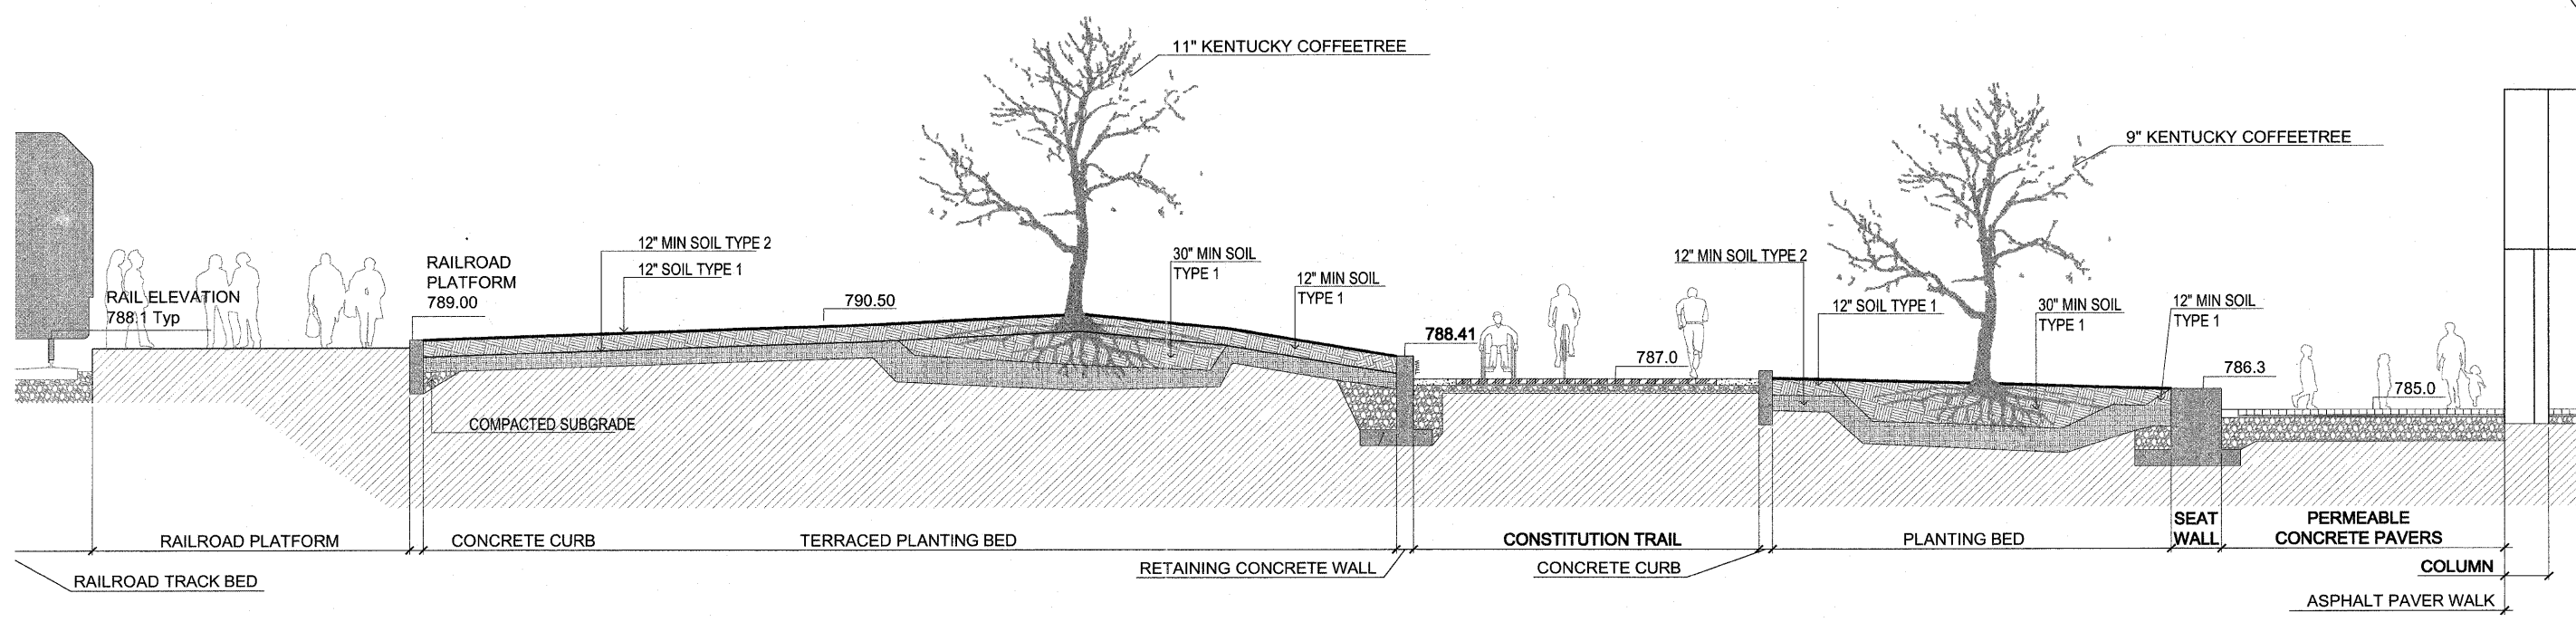 11" KENTUCKY COFFEETREE
9" KENTUCKY COFFEETREE
12" MIN SOIL TYPE 2
12" SOIL TYPE 1
30" MIN SOIL
TYPE 1
12" MIN SOIL
TYPE 1
12" MIN SOIL TYPE 2
12" SOIL TYPE 1
30" MIN SOIL
TYPE 1
12" MIN SOIL
TYPE 1
RAILROAD
PLATFORM
789.00
RAIL ELEVATION
788.1 Typ
790.50
788.41
787.0
786.3
785.0
COMPACTED SUBGRADE
RAILROAD PLATFORM
CONCRETE CURB
TERRACED PLANTING BED
CONSTITUTION TRAIL
PLANTING BED
SEAT
WALL
PERMEABLE
CONCRETE PAVERS
RETAINING CONCRETE WALL
CONCRETE CURB
COLUMN
RAILROAD TRACK BED
ASPHALT PAVER WALK